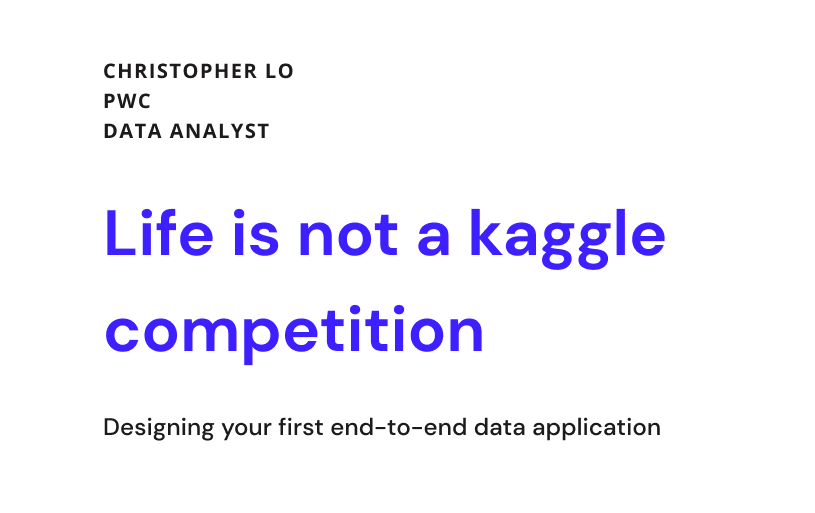 CHRISTOPHER LO
PWC
DATA ANALYST
Life is not a kaggle
competition
Designing your first end-to-end data application